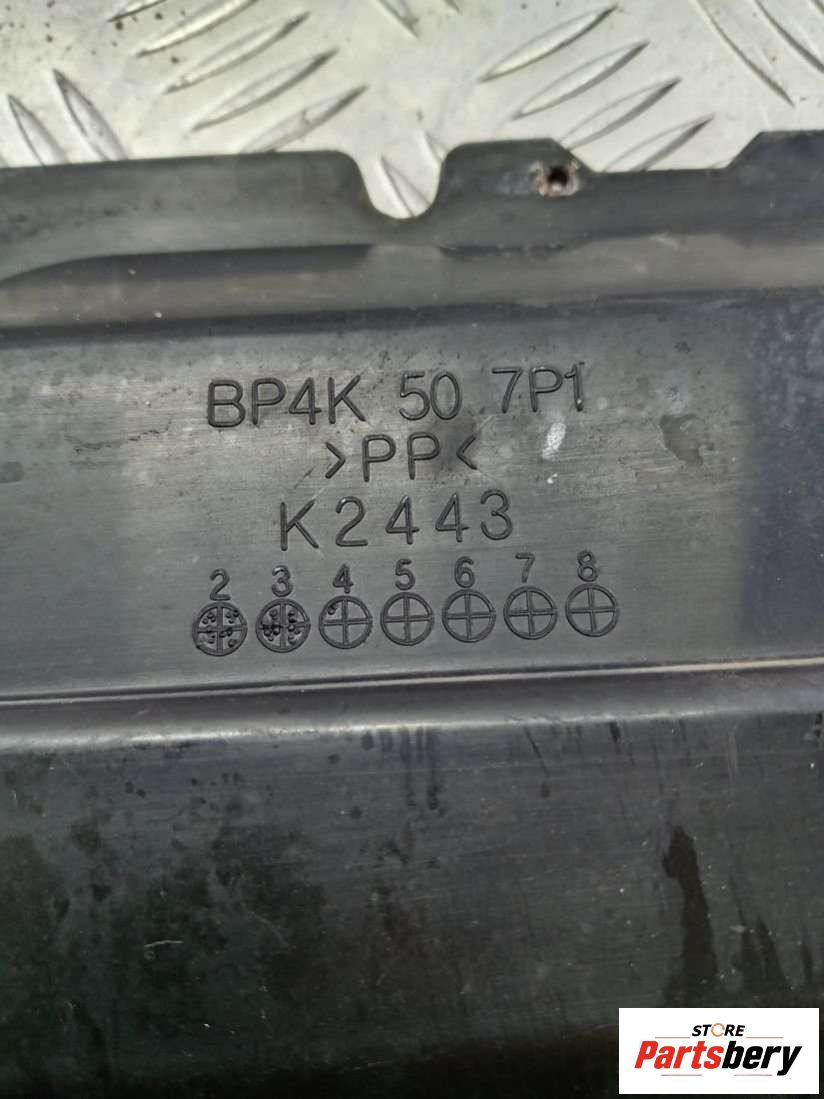 BP4K 50 7P1
>PP<
K2443
2 3 4 5 6 7 8
STORE
Partsbery